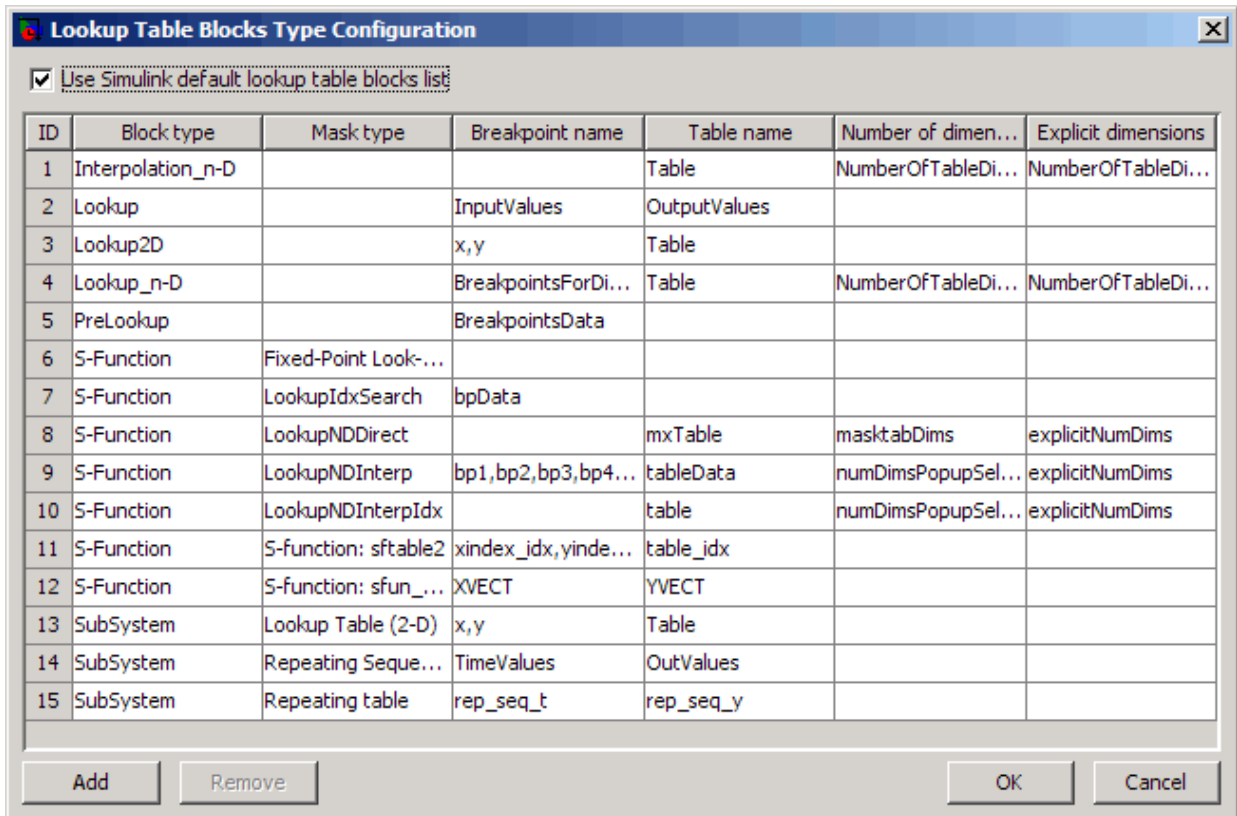 Lookup Table Blocks Type Configuration
Use Simulink default lookup table blocks list
ID Block type Mask type Breakpoint name Table name Number of dimen... Explicit dimensions
1 Interpolation_n-D Table NumberOfTableDi... NumberOfTableDi...
2 Lookup InputValues OutputValues
3 Lookup2D x,y Table
4 Lookup_n-D BreakpointsForDi... Table NumberOfTableDi... NumberOfTableDi...
5 PreLookup BreakpointsData
6 S-Function Fixed-Point Look-...
7 S-Function LookupIdxSearch bpData
8 S-Function LookupNDDirect mxTable masktabDims explicitNumDims
9 S-Function LookupNDInterp bp1,bp2,bp3,bp4... tableData numDimsPopupSel... explicitNumDims
10 S-Function LookupNDInterpIdx table numDimsPopupSel... explicitNumDims
11 S-Function S-function: sftable2 xindex_idx,yinde... table_idx
12 S-Function S-function: sfun_... XVECT YVECT
13 SubSystem Lookup Table (2-D) x,y Table
14 SubSystem Repeating Seque... TimeValues OutValues
15 SubSystem Repeating table rep_seq_t rep_seq_y
Add Remove OK Cancel